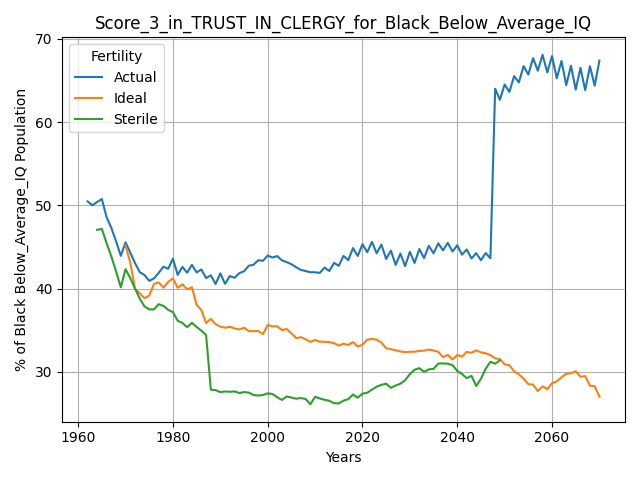 Score_3_in_TRUST_IN_CLERGY_for_Black_Below_Average_IQ
% of Black Below_Average_IQ Population
70
60
50
40
30
Fertility
Actual
Ideal
Sterile
1960 1980 2000 2020 2040 2060
Years